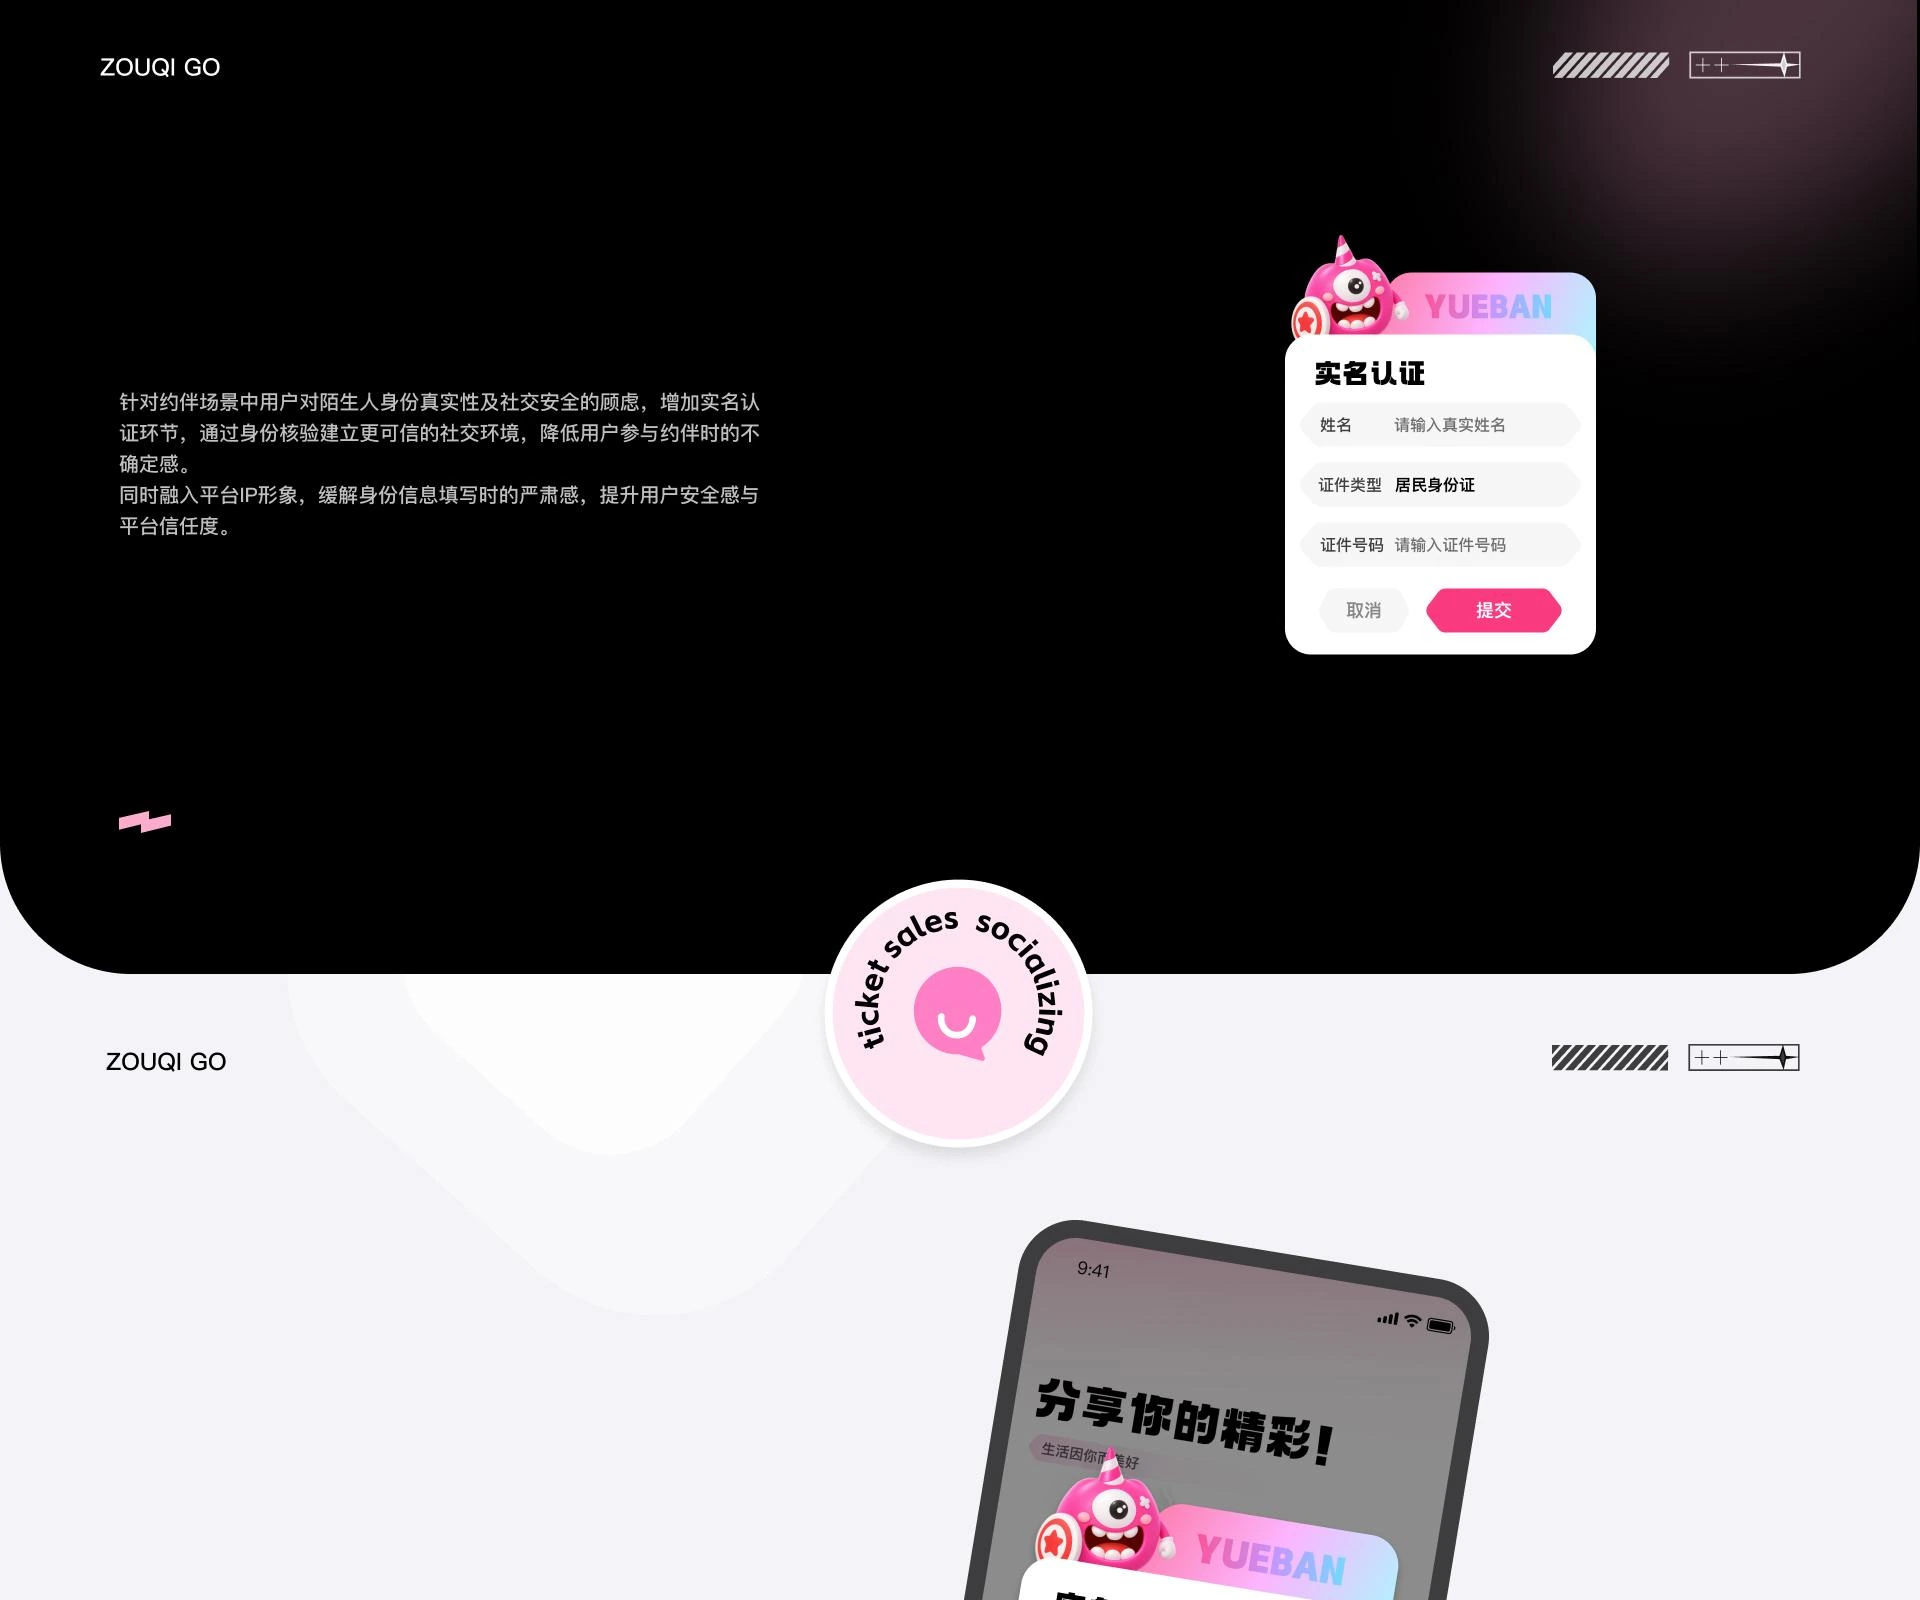 ZOUQI GO
YUEBAN
实名认证
姓名 请输入真实姓名
证件类型 居民身份证
证件号码 请输入证件号码
取消 提交
针对约伴场景中用户对陌生人身份真实性及社交安全的顾虑，增加实名认
证环节，通过身份核验建立更可信的社交环境，降低用户参与约伴时的不
确定感。
同时融入平台IP形象，缓解身份信息填写时的严肃感，提升用户安全感与
平台信任度。
ticket sales socializing
ZOUQI GO
9:41
分享你的精彩！
生活因你而美好
YUEBAN